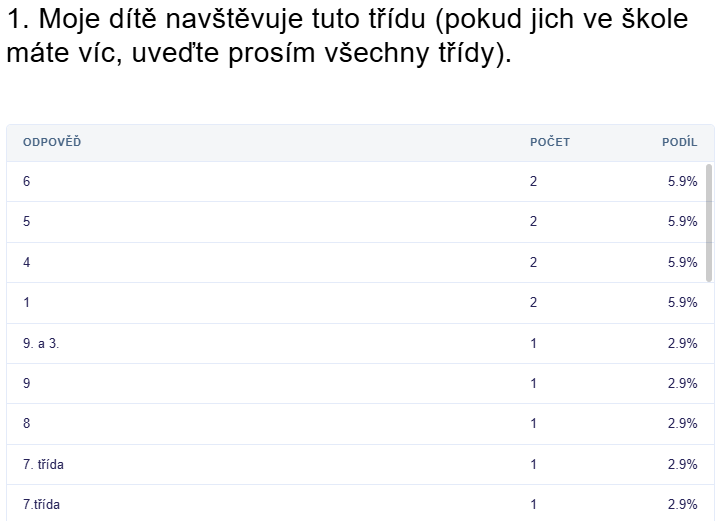 1. Moje dítě navštěvuje tuto třídu (pokud jich ve škole
máte víc, uveďte prosím všechny třídy).
ODPOVĚĎ POČET PODÍL
6 2 5.9%
5 2 5.9%
4 2 5.9%
1 2 5.9%
9. a 3. 1 2.9%
9 1 2.9%
8 1 2.9%
7. třída 1 2.9%
7.třída 1 2.9%